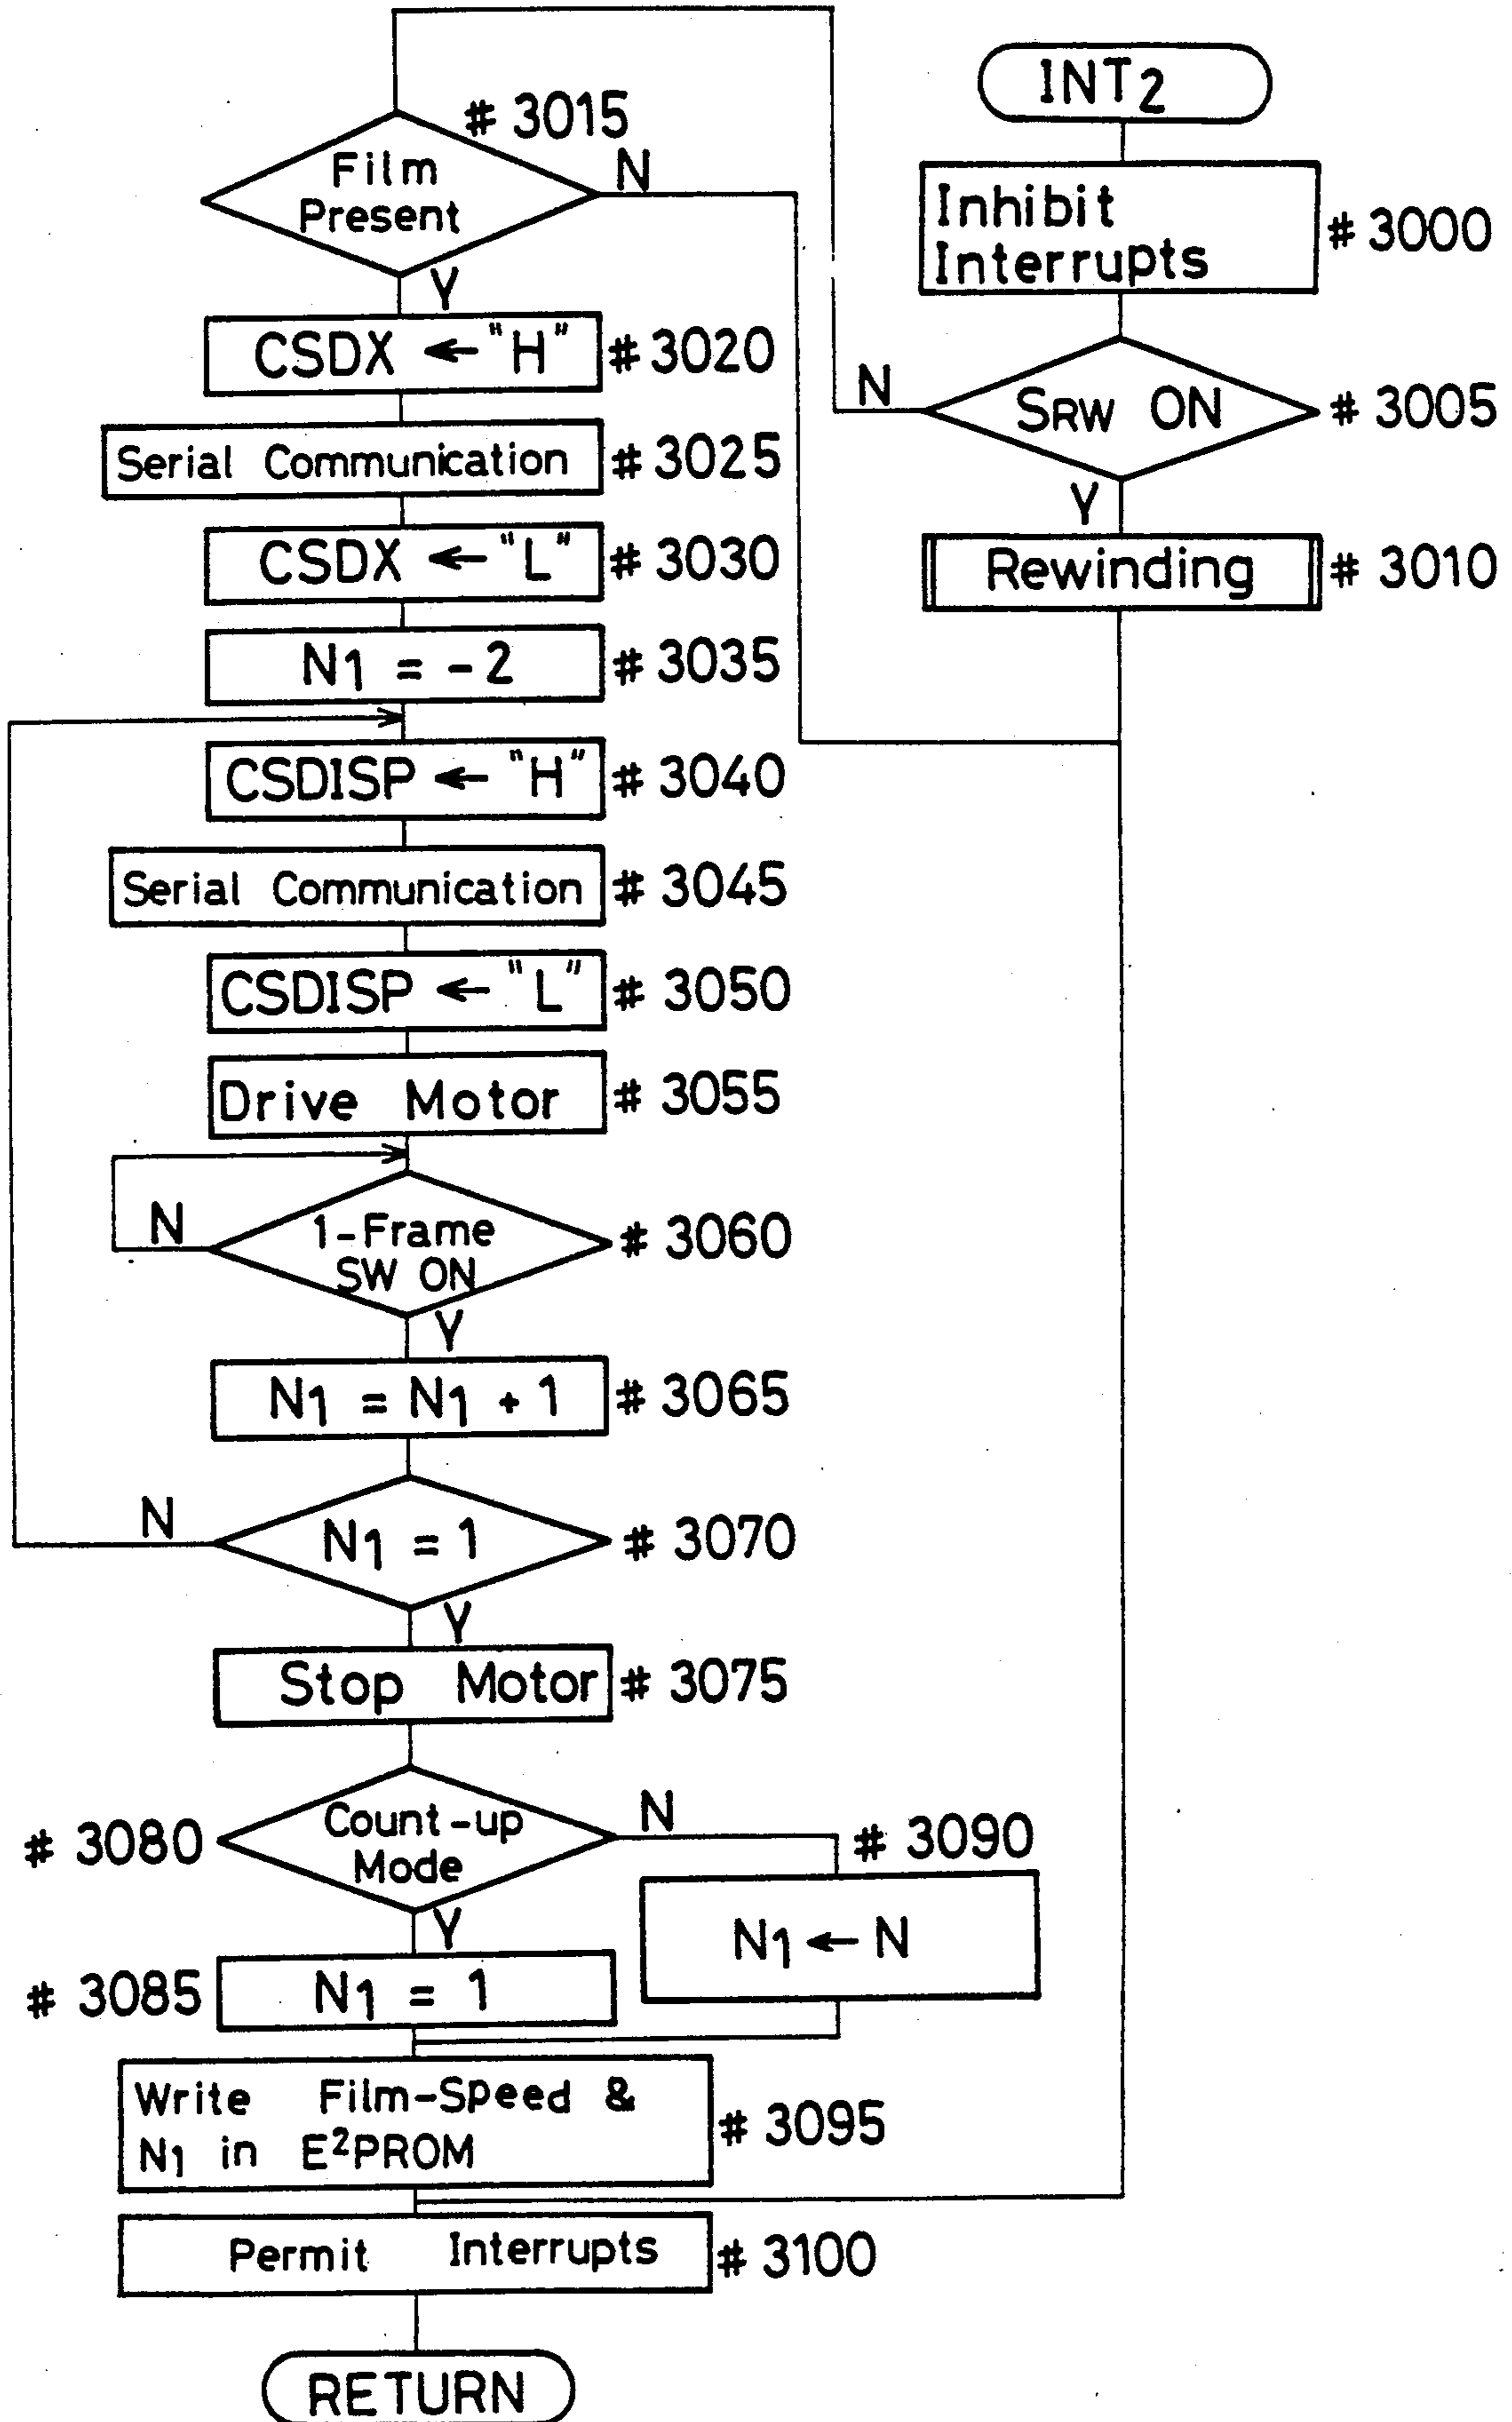 INT2
Inhibit
Interrupts
# 3000
SRW ON
# 3005
N
Y
Rewinding
# 3010
# 3015
Film
Present
N
Y
CSDX ← "H"
# 3020
Serial Communication
# 3025
CSDX ← "L"
# 3030
N1 = -2
# 3035
CSDISP ← "H"
# 3040
Serial Communication
# 3045
CSDISP ← "L"
# 3050
Drive Motor
# 3055
1-Frame
SW ON
# 3060
N
Y
N1 = N1 + 1
# 3065
N1 = 1
# 3070
N
Y
Stop Motor
# 3075
Count-up
Mode
# 3080
N
Y
# 3090
N1 ← N
# 3085
N1 = 1
Write Film-Speed &
N1 in E²PROM
# 3095
Permit Interrupts
# 3100
RETURN